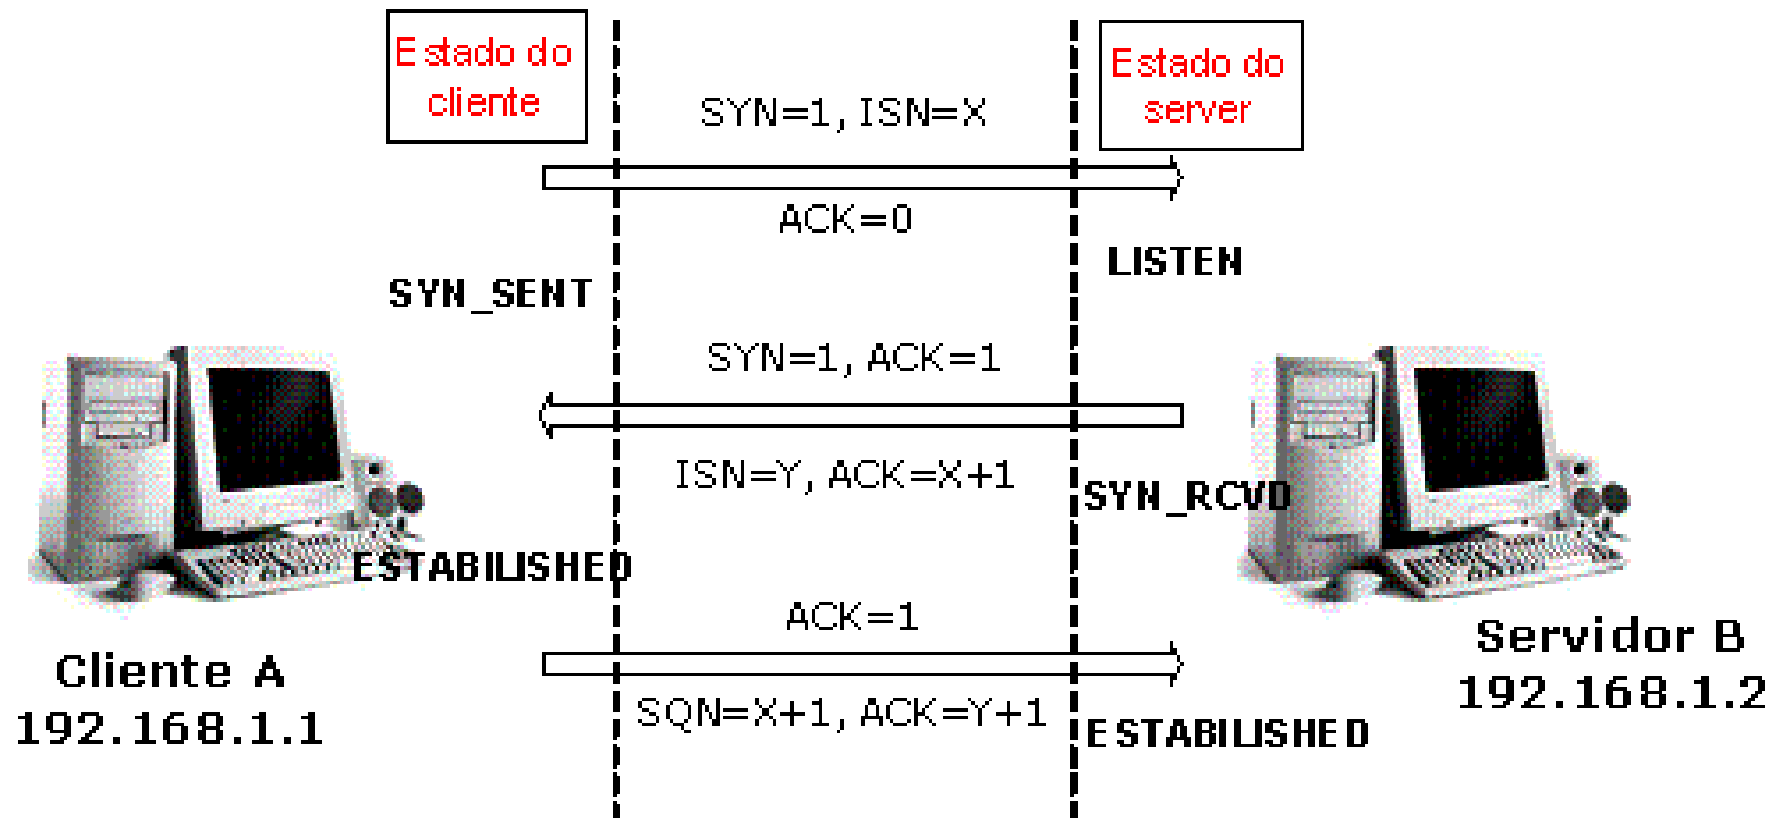 Estado do
cliente
Estado do
server
SYN=1, ISN=X
ACK=0
LISTEN
SYN_SENT
SYN=1, ACK=1
ISN=Y, ACK=X+1
SYN_RCVD
ESTABILISHED
ACK=1
SQN=X+1, ACK=Y+1
ESTABILISHED
Cliente A
192.168.1.1
Servidor B
192.168.1.2